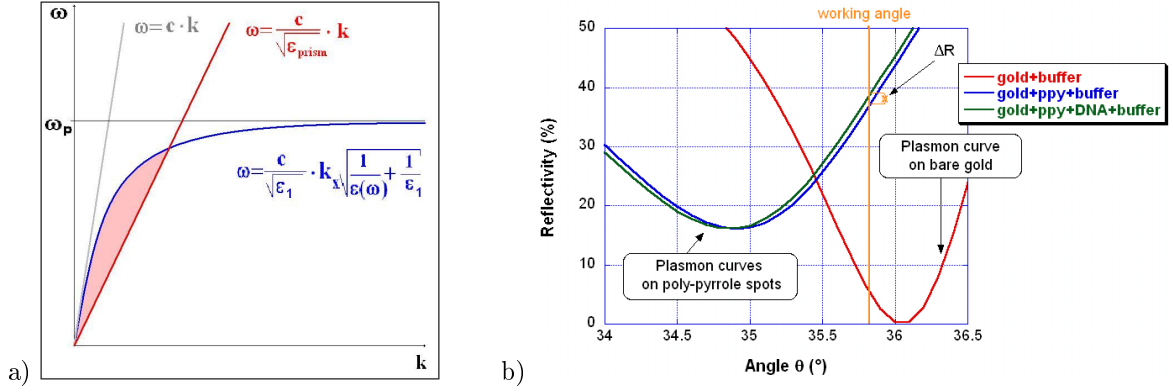 ω
ω=c·k
ω=c/√ε_prism · k
ω_p
ω=c/√ε_1 · k_x √(1/ε(ω) + 1/ε_1)
k
a)
working angle
Reflectivity (%)
50
40
30
20
10
0
34
34.5
35
35.5
36
36.5
Angle θ (°)
ΔR
gold+buffer
gold+ppy+buffer
gold+ppy+DNA+buffer
Plasmon curve
on bare gold
Plasmon curves
on poly-pyrrole spots
b)